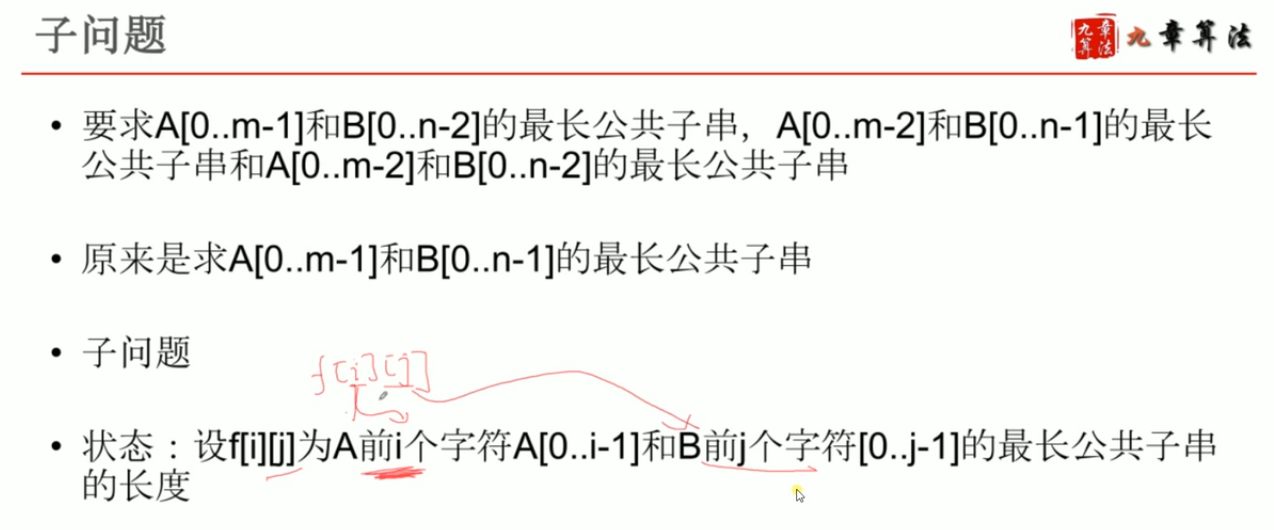 子问题
九章算法
九章算法
• 要求A[0..m-1]和B[0..n-2]的最长公共子串，A[0..m-2]和B[0..n-1]的最长
公共子串和A[0..m-2]和B[0..n-2]的最长公共子串
• 原来是求A[0..m-1]和B[0..n-1]的最长公共子串
• 子问题
f[i][j]
• 状态：设f[i][j]为A前i个字符A[0..i-1]和B前j个字符[0..j-1]的最长公共子串
的长度